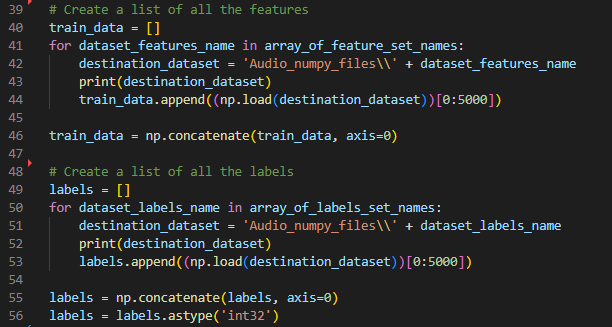 39 # Create a list of all the features
40 train_data = []
41 for dataset_features_name in array_of_feature_set_names:
42     destination_dataset = 'Audio_numpy_files\\' + dataset_features_name
43     print(destination_dataset)
44     train_data.append((np.load(destination_dataset))[0:5000])
45
46 train_data = np.concatenate(train_data, axis=0)
47
48 # Create a list of all the labels
49 labels = []
50 for dataset_labels_name in array_of_labels_set_names:
51     destination_dataset = 'Audio_numpy_files\\' + dataset_labels_name
52     print(destination_dataset)
53     labels.append((np.load(destination_dataset))[0:5000])
54
55 labels = np.concatenate(labels, axis=0)
56 labels = labels.astype('int32')